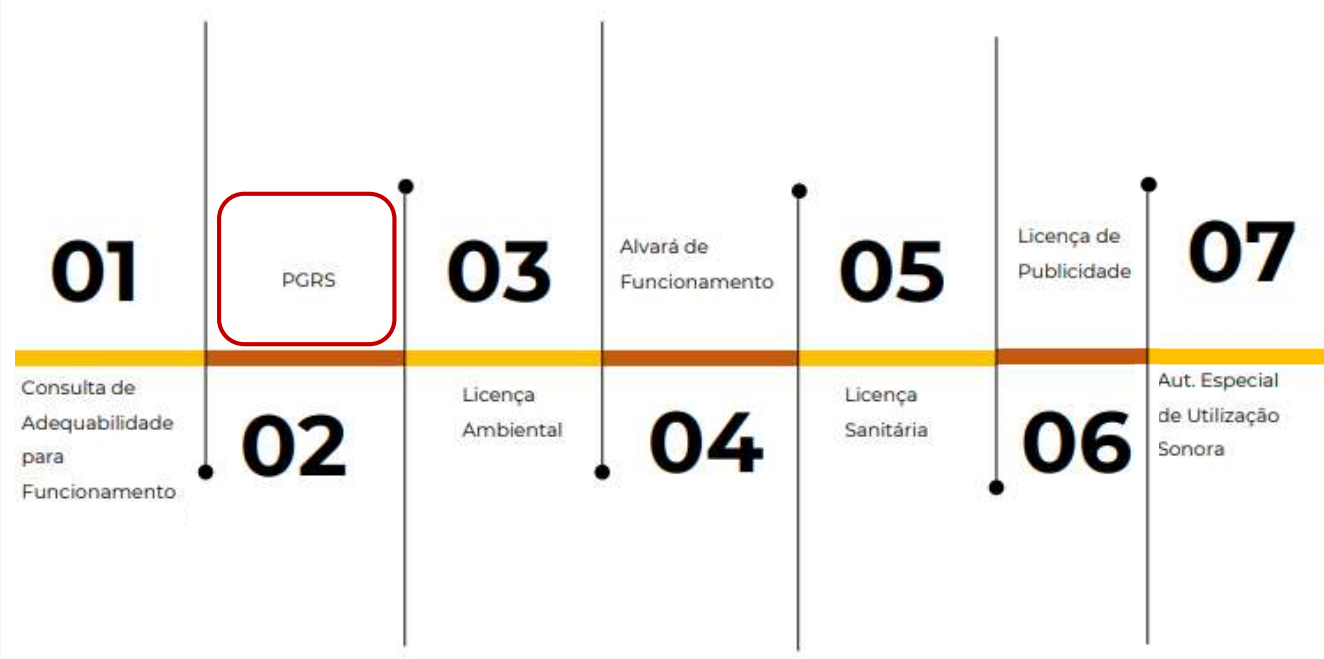 01
Consulta de
Adequabilidade
para
Funcionamento
PGRS
02
03
Licença
Ambiental
Alvará de
Funcionamento
04
05
Licença
Sanitária
Licença de
Publicidade
06
07
Aut. Especial
de Utilização
Sonora